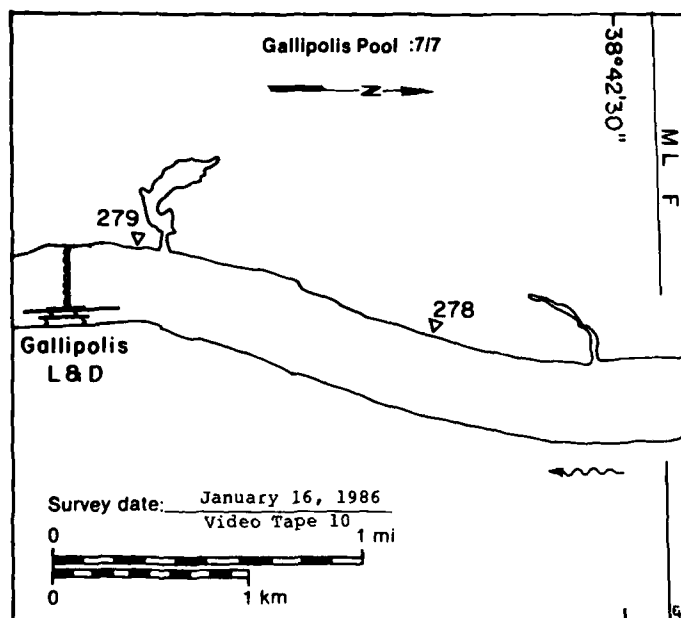 Gallipolis Pool :7/7
N
38°42'30"
M L F
279
278
Gallipolis
L & D
Survey date: January 16, 1986
Video Tape 10
0 1 mi
0 1 km